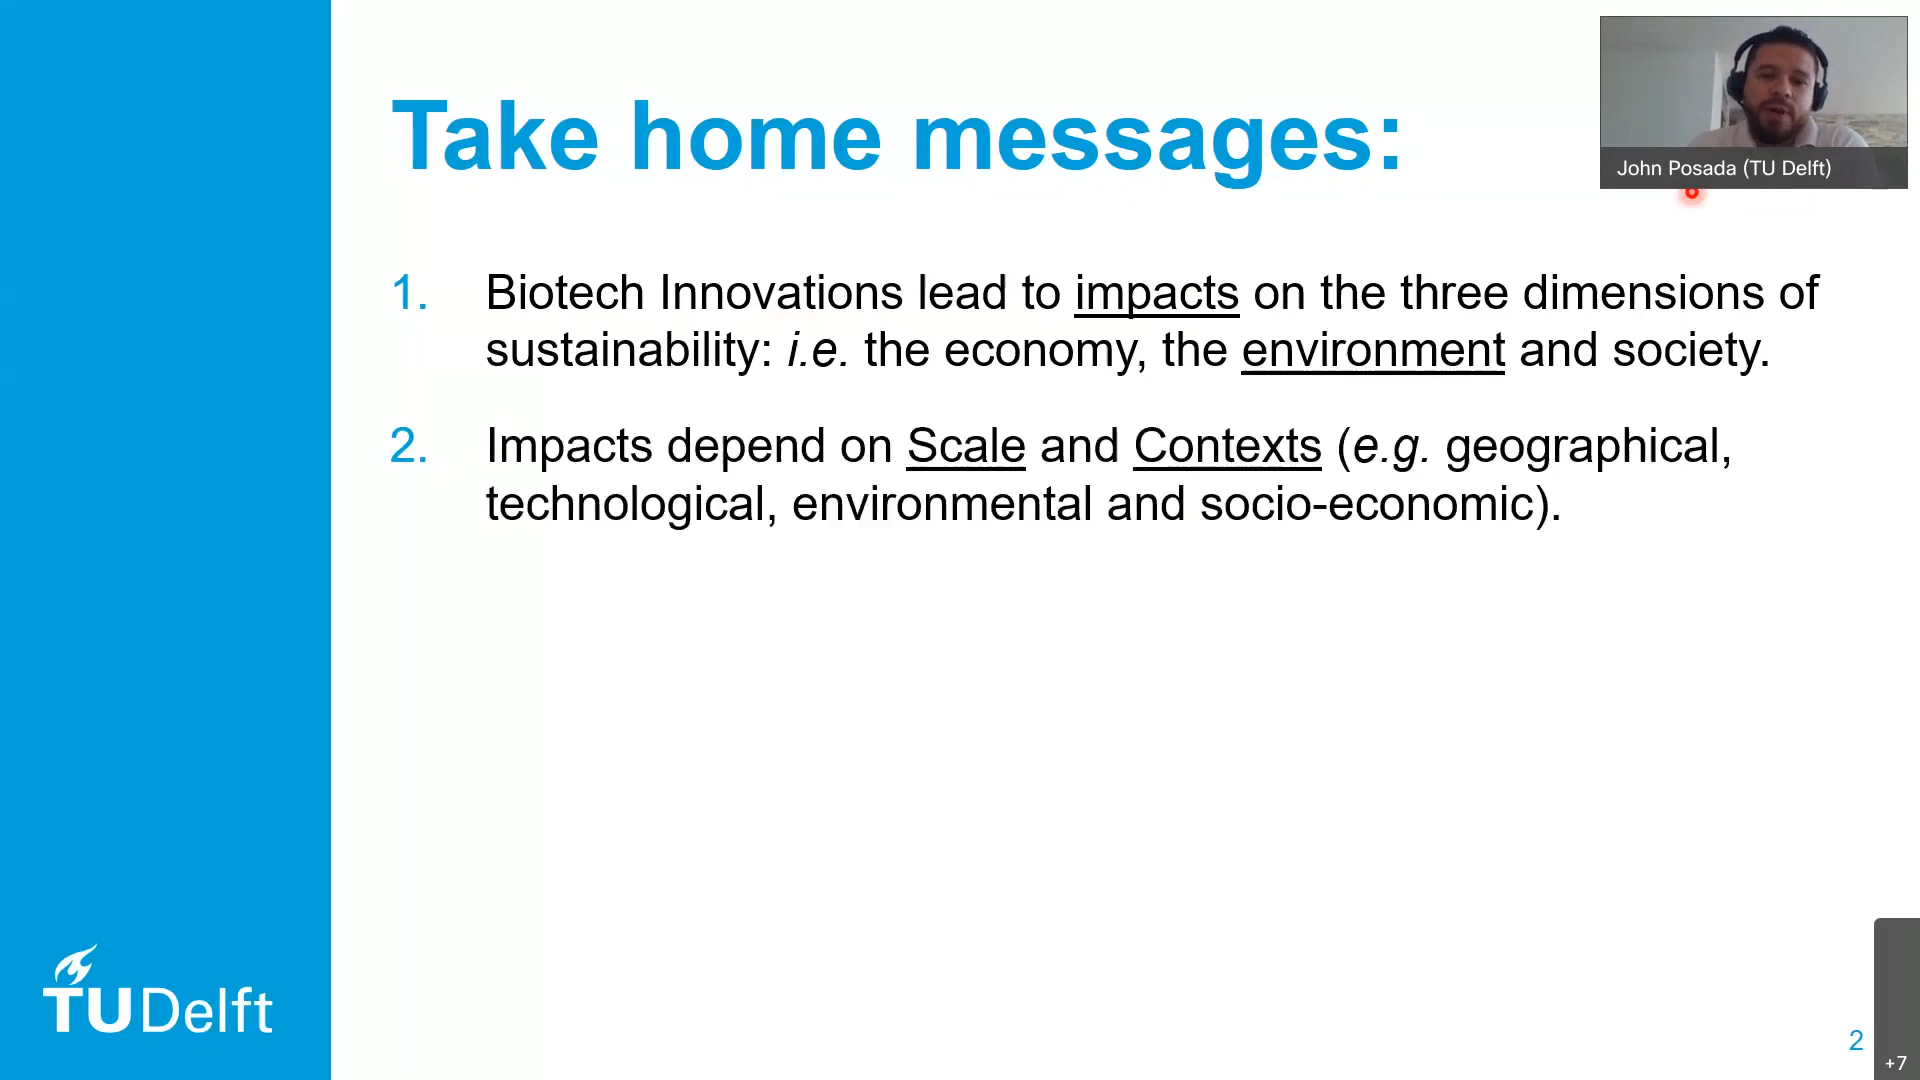 Take home messages:
John Posada (TU Delft)
1. Biotech Innovations lead to impacts on the three dimensions of
sustainability: i.e. the economy, the environment and society.
2. Impacts depend on Scale and Contexts (e.g. geographical,
technological, environmental and socio-economic).
TUDelft
2
+7